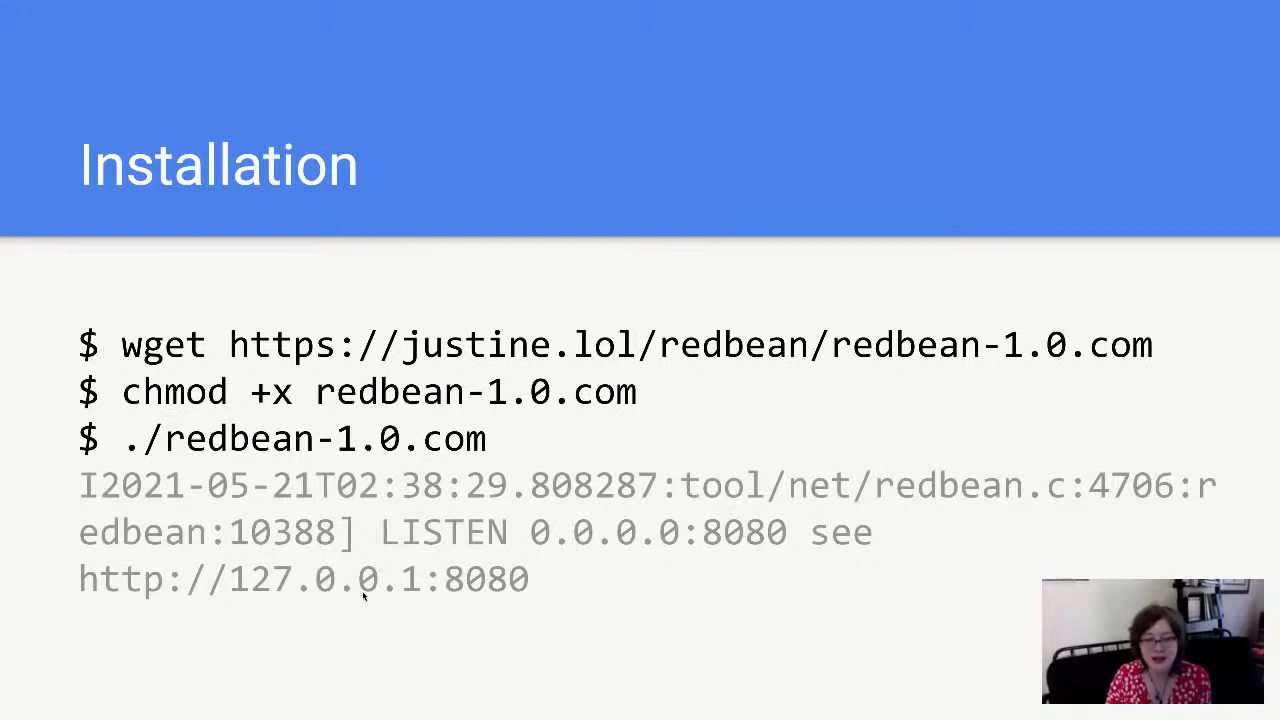 Installation
$ wget https://justine.lol/redbean/redbean-1.0.com
$ chmod +x redbean-1.0.com
$ ./redbean-1.0.com
I2021-05-21T02:38:29.808287:tool/net/redbean.c:4706:r
edbean:10388] LISTEN 0.0.0.0:8080 see
http://127.0.0.1:8080